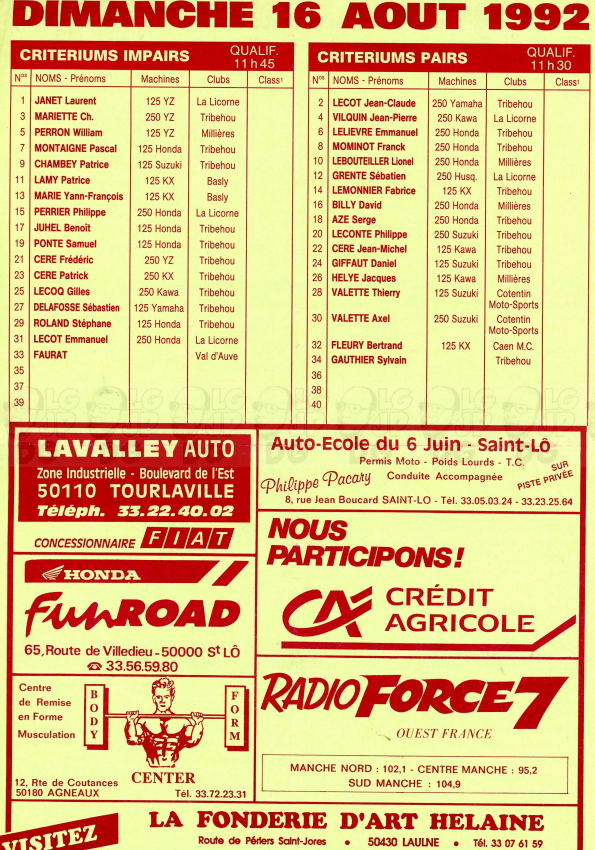 DIMANCHE 16 AOUT 1992
CRITERIUMS IMPAIRS QUALIF. 11 h 45
Nos NOMS - Prénoms Machines Clubs Classt
1 JANET Laurent 125 YZ La Licorne
3 MARIETTE Ch. 250 YZ Tribehou
5 PERRON William 125 YZ Millières
7 MONTAIGNE Pascal 125 Honda Tribehou
9 CHAMBEY Patrice 125 Suzuki Tribehou
11 LAMY Patrice 125 KX Basly
13 MARIE Yann-François 125 KX Basly
15 PERRIER Philippe 250 Honda La Licorne
17 JUHEL Benoît 125 Honda Tribehou
19 PONTE Samuel 125 Honda Tribehou
21 CERE Frédéric 250 YZ Tribehou
23 CERE Patrick 250 KX Tribehou
25 LECOQ Gilles 250 Kawa Tribehou
27 DELAFOSSE Sébastien 125 Yamaha Tribehou
29 ROLAND Stéphane 125 Honda Tribehou
31 LECOT Emmanuel 250 Honda La Licorne
33 FAURAT Val d'Auve
35
37
39
CRITERIUMS PAIRS QUALIF. 11 h 30
Nos NOMS - Prénoms Machines Clubs Classt
2 LECOT Jean-Claude 250 Yamaha Tribehou
4 VILQUIN Jean-Pierre 250 Kawa La Licorne
6 LELIEVRE Emmanuel 250 Honda Tribehou
8 MOMINOT Franck 250 Honda Tribehou
10 LEBOUTEILLER Lionel 250 Honda Millières
12 GRENTE Sébatien 250 Husq. La Licorne
14 LEMONNIER Fabrice 125 KX Tribehou
16 BILLY David 250 Honda Millières
18 AZE Serge 250 Honda Tribehou
20 LECONTE Philippe 250 Suzuki Tribehou
22 CERE Jean-Michel 125 Kawa Tribehou
24 GIFFAUT Daniel 125 Suzuki Tribehou
26 HELYE Jacques 125 Kawa Millières
28 VALETTE Thierry 125 Suzuki Cotentin
Moto-Sports
30 VALETTE Axel 250 Suzuki Cotentin
Moto-Sports
32 FLEURY Bertrand 125 KX Caen M.C.
34 GAUTHIER Sylvain Tribehou
36
38
40
LAVALLEY AUTO
Zone Industrielle - Boulevard de l'Est
50110 TOURLAVILLE
Téléph. 33.22.40.02
CONCESSIONNAIRE FIAT
HONDA
FunROAD
65, Route de Villedieu - 50000 St LÔ
☎ 33.56.59.80
Centre
de Remise
en Forme
Musculation
BODY
FORM
CENTER
12, Rte de Coutances
50180 AGNEAUX Tél. 33.72.23.31
Auto-Ecole du 6 Juin - Saint-Lô
Permis Moto - Poids Lourds - T.C.
Philippe Pacary Conduite Accompagnée SUR
PISTE PRIVÉE
8, rue Jean Boucard SAINT-LO - Tél. 33.05.03.24 - 33.23.25.64
NOUS
PARTICIPONS !
CA CRÉDIT
AGRICOLE
RADIO FORCE 7
OUEST FRANCE
MANCHE NORD : 102,1 - CENTRE MANCHE : 95,2
SUD MANCHE : 104,9
VISITEZ
LA FONDERIE D'ART HELAINE
Route de Périers Saint-Jores • 50430 LAULNE • Tél. 33 07 61 59